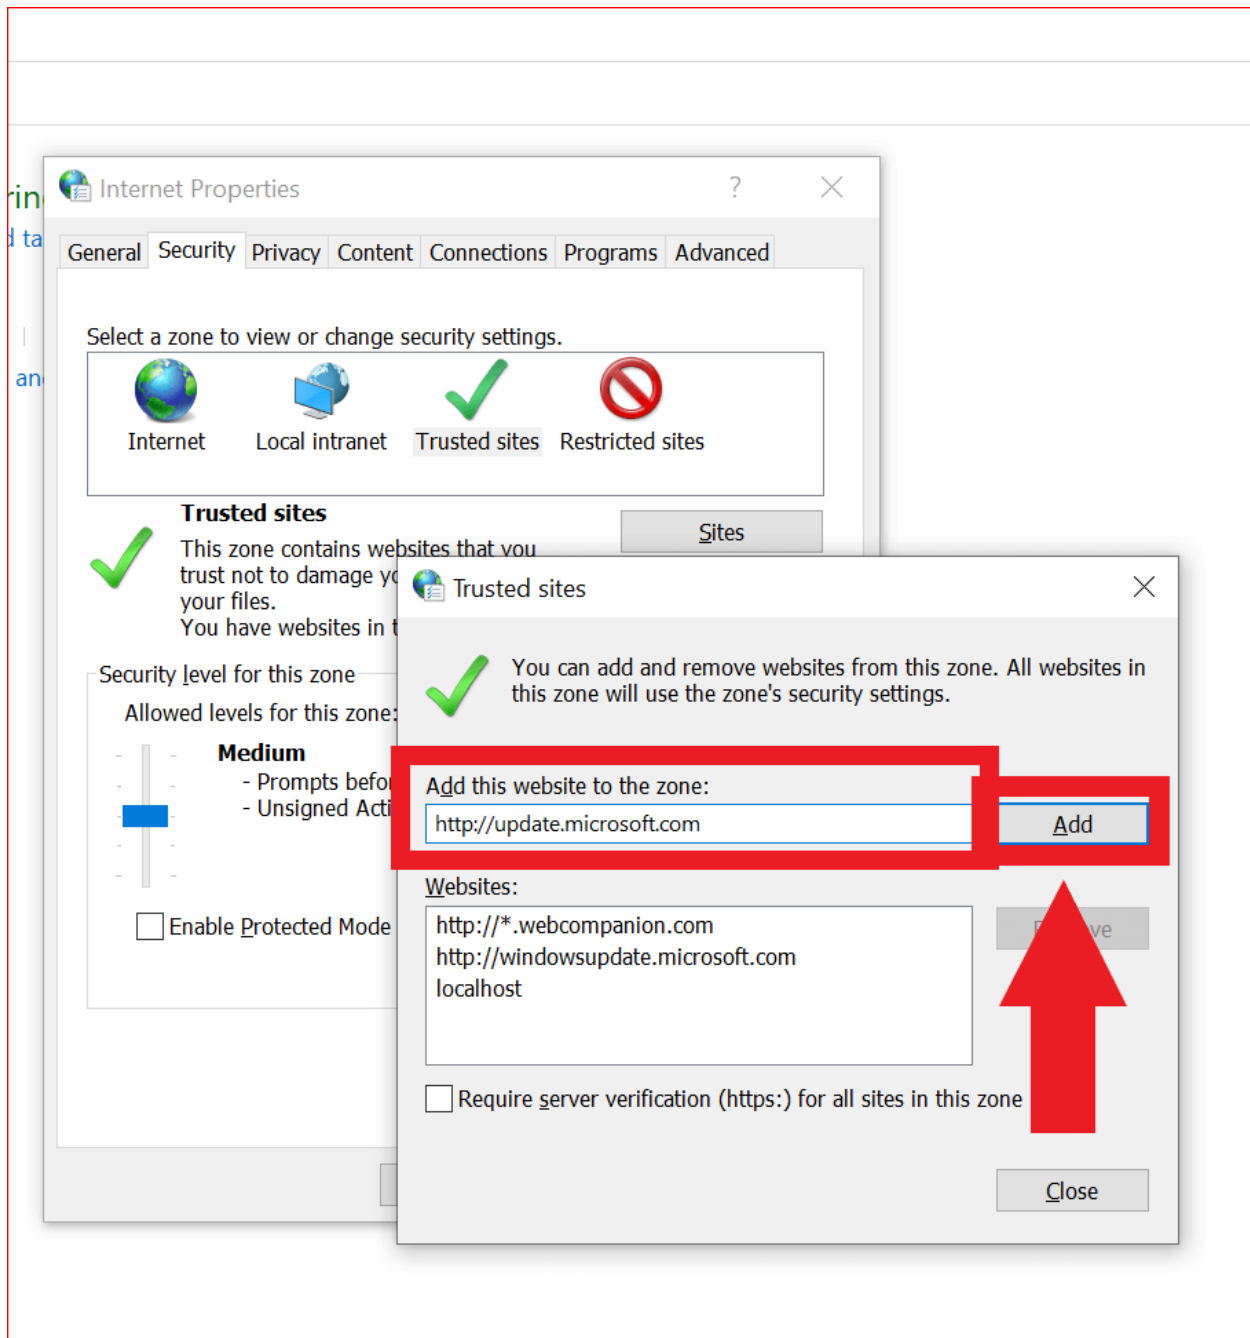 Internet Properties
?
General Security Privacy Content Connections Programs Advanced
Select a zone to view or change security settings.
Internet Local intranet Trusted sites Restricted sites
Trusted sites
Sites
This zone contains websites that you
trust not to damage
your files.
You have websites in
Security level for this zone
Allowed levels for this zone:
Medium
- Prompts
- Unsigned
Enable Protected Mode
Trusted sites
You can add and remove websites from this zone. All websites in
this zone will use the zone's security settings.
Add this website to the zone:
http://update.microsoft.com
Add
Websites:
http://*.webcompanion.com
http://windowsupdate.microsoft.com
localhost
Require server verification (https:) for all sites in this zone
Close